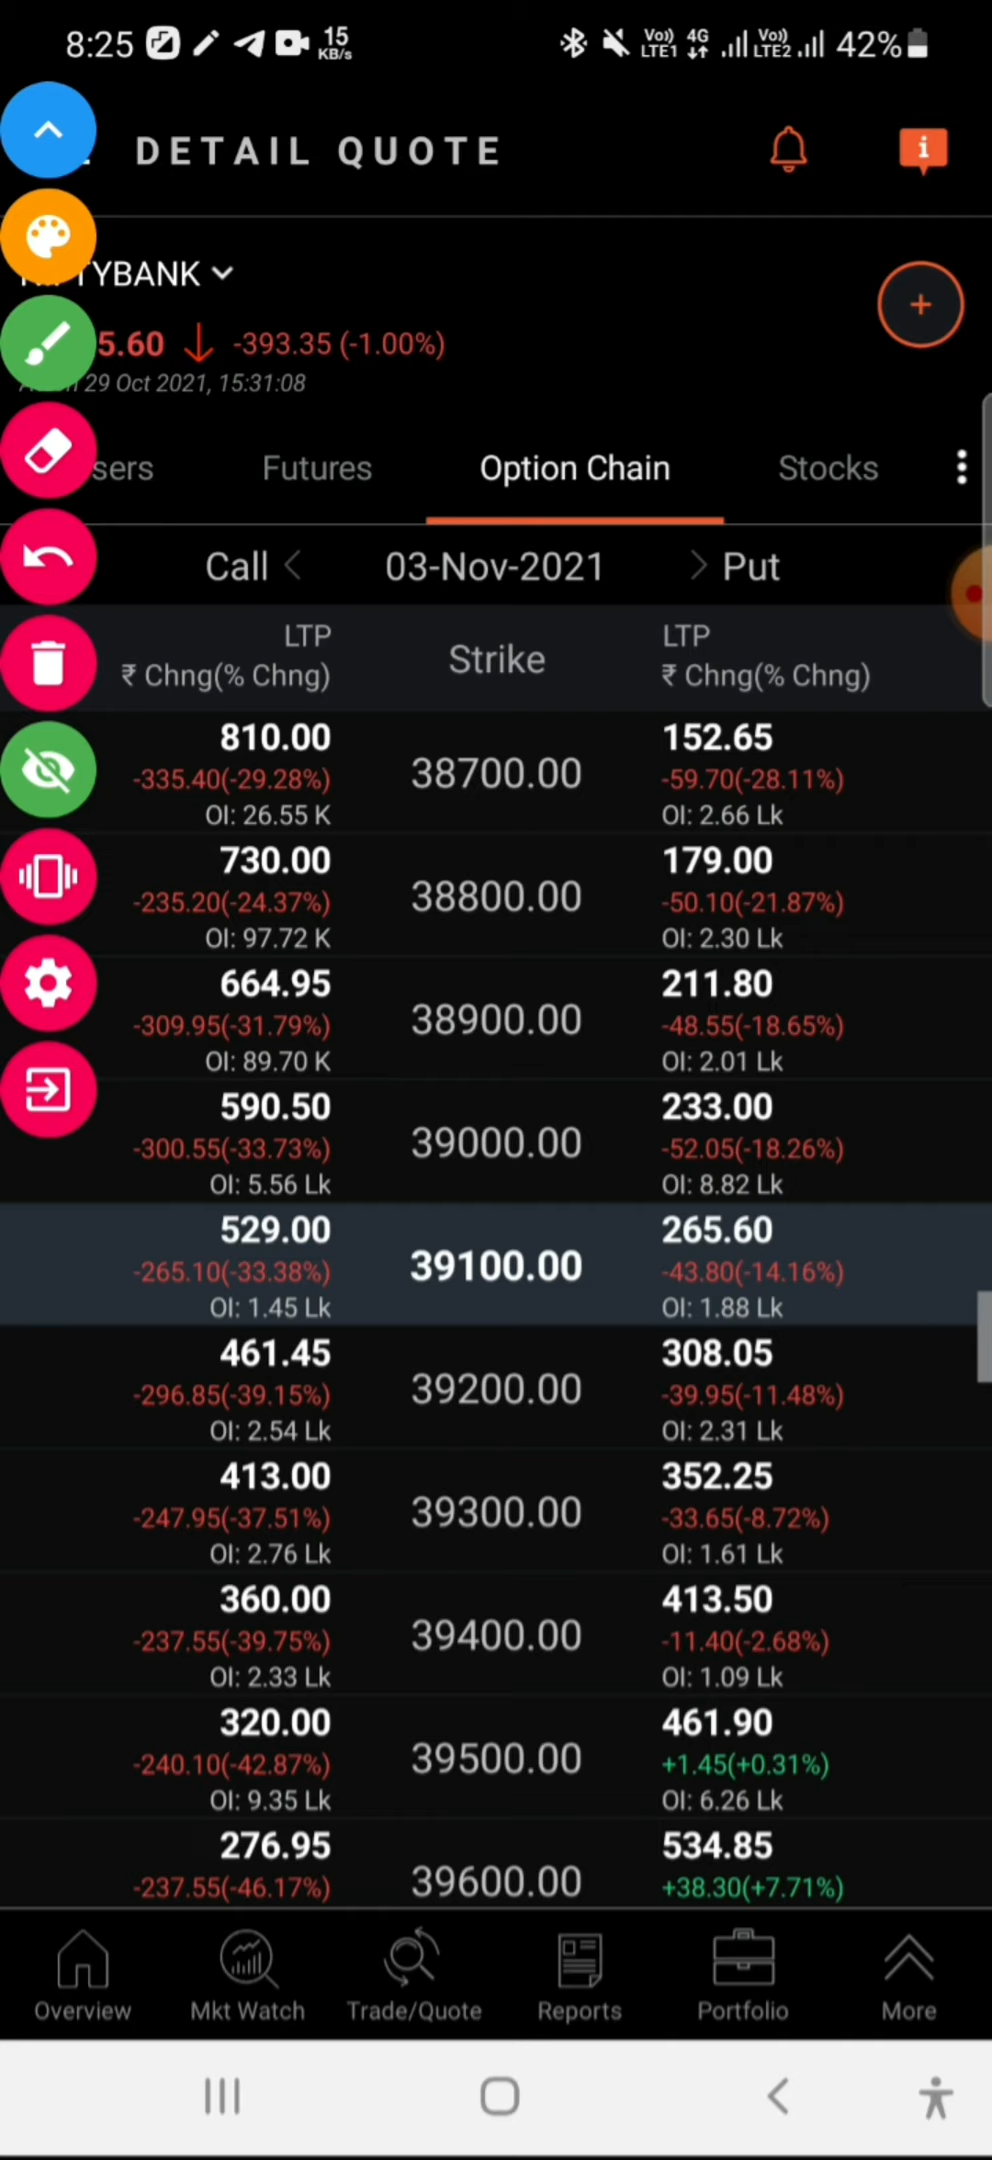 8:25 15 KB/s Vo)) LTE1 4G Vo)) LTE2 42%
DETAIL QUOTE
TYBANK
5.60 -393.35 (-1.00%)
29 Oct 2021, 15:31:08
sers Futures Option Chain Stocks
Call 03-Nov-2021 Put
LTP Strike LTP
₹ Chng(% Chng) ₹ Chng(% Chng)
810.00 38700.00 152.65
-335.40(-29.28%) -59.70(-28.11%)
OI: 26.55 K OI: 2.66 Lk
730.00 38800.00 179.00
-235.20(-24.37%) -50.10(-21.87%)
OI: 97.72 K OI: 2.30 Lk
664.95 38900.00 211.80
-309.95(-31.79%) -48.55(-18.65%)
OI: 89.70 K OI: 2.01 Lk
590.50 39000.00 233.00
-300.55(-33.73%) -52.05(-18.26%)
OI: 5.56 Lk OI: 8.82 Lk
529.00 39100.00 265.60
-265.10(-33.38%) -43.80(-14.16%)
OI: 1.45 Lk OI: 1.88 Lk
461.45 39200.00 308.05
-296.85(-39.15%) -39.95(-11.48%)
OI: 2.54 Lk OI: 2.31 Lk
413.00 39300.00 352.25
-247.95(-37.51%) -33.65(-8.72%)
OI: 2.76 Lk OI: 1.61 Lk
360.00 39400.00 413.50
-237.55(-39.75%) -11.40(-2.68%)
OI: 2.33 Lk OI: 1.09 Lk
320.00 39500.00 461.90
-240.10(-42.87%) +1.45(+0.31%)
OI: 9.35 Lk OI: 6.26 Lk
276.95 39600.00 534.85
-237.55(-46.17%) +38.30(+7.71%)
Overview Mkt Watch Trade/Quote Reports Portfolio More